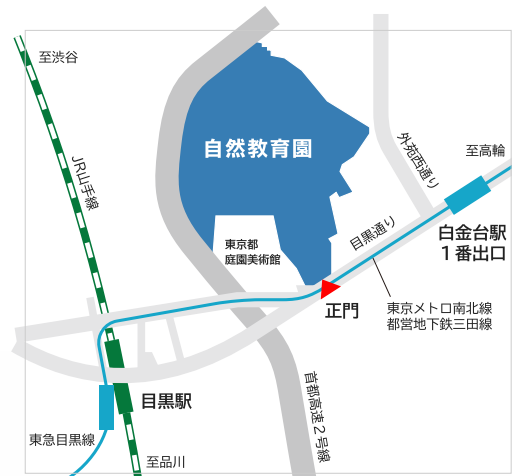 至渋谷
JR山手線
自然教育園
外苑西通り
至高輪
東京都
庭園美術館
目黒通り
白金台駅
1番出口
正門
東京メトロ南北線
都営地下鉄三田線
目黒駅
首都高速2号線
東急目黒線
至品川